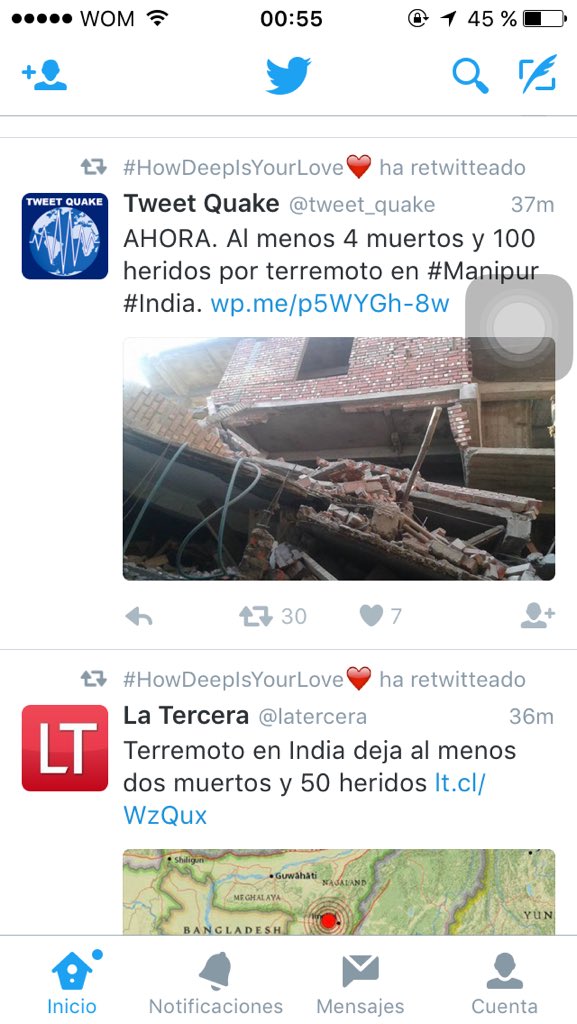 WOM 00:55 45 %
#HowDeepIsYourLove❤️ ha retwitteado
TWEET QUAKE
Tweet Quake @tweet_quake 37m
AHORA. Al menos 4 muertos y 100
heridos por terremoto en #Manipur
#India. wp.me/p5WYGh-8w
30 7
#HowDeepIsYourLove❤️ ha retwitteado
LT
La Tercera @latercera 36m
Terremoto en India deja al menos
dos muertos y 50 heridos lt.cl/
WzQux
Shiliguri
Guwāhāti
NAGALAND
MEGHALAYA
YUN
BANGLADESH
Inicio Notificaciones Mensajes Cuenta